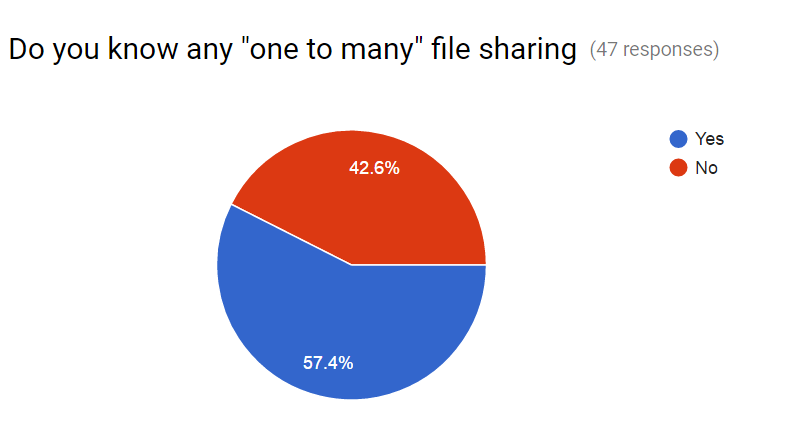 Do you know any "one to many" file sharing (47 responses)
Yes
No
42.6%
57.4%